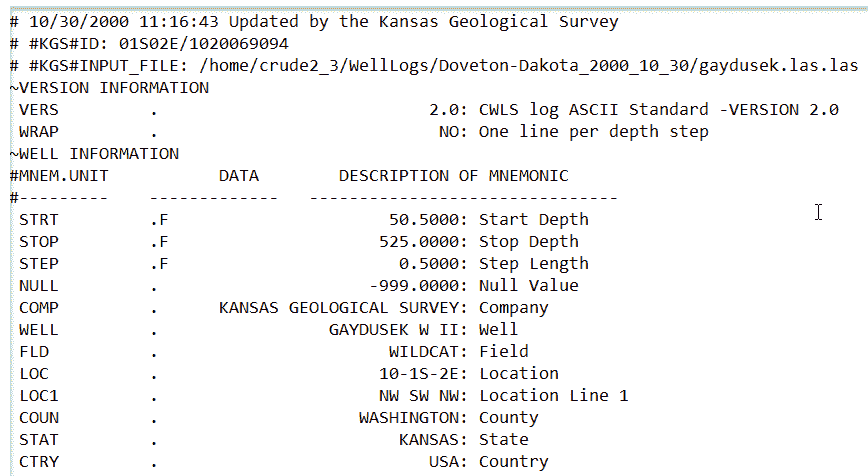 # 10/30/2000 11:16:43 Updated by the Kansas Geological Survey
# #KGS#ID: 01S02E/1020069094
# #KGS#INPUT_FILE: /home/crude2_3/WellLogs/Doveton-Dakota_2000_10_30/gaydusek.las.las
~VERSION INFORMATION
 VERS         .                           2.0: CWLS log ASCII Standard -VERSION 2.0
 WRAP         .                            NO: One line per depth step
~WELL INFORMATION
#MNEM.UNIT           DATA        DESCRIPTION OF MNEMONIC
#---------    -------------   -------------------------------
 STRT         .F                      50.5000: Start Depth
 STOP         .F                     525.0000: Stop Depth
 STEP         .F                       0.5000: Step Length
 NULL         .                     -999.0000: Null Value
 COMP         .      KANSAS GEOLOGICAL SURVEY: Company
 WELL         .                 GAYDUSEK W II: Well
 FLD          .                       WILDCAT: Field
 LOC          .                      10-1S-2E: Location
 LOC1         .                      NW SW NW: Location Line 1
 COUN         .                    WASHINGTON: County
 STAT         .                        KANSAS: State
 CTRY         .                           USA: Country